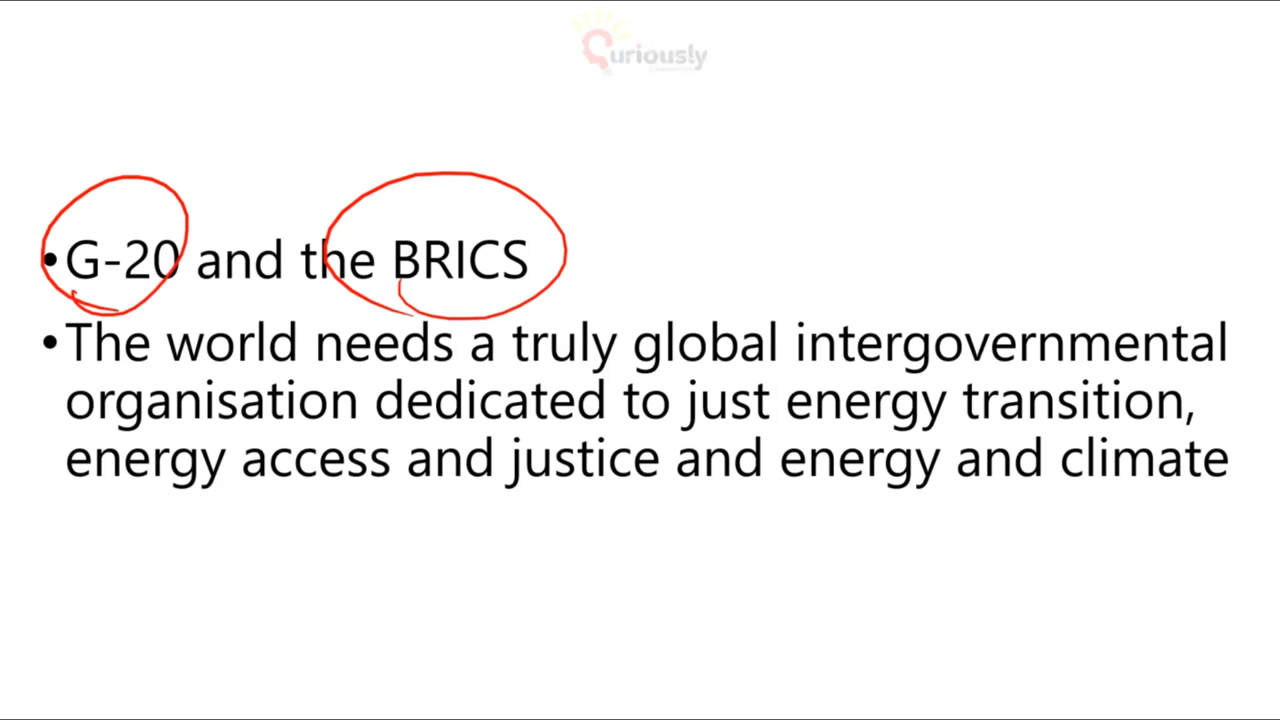 Curiously
•G-20 and the BRICS
•The world needs a truly global intergovernmental
organisation dedicated to just energy transition,
energy access and justice and energy and climate